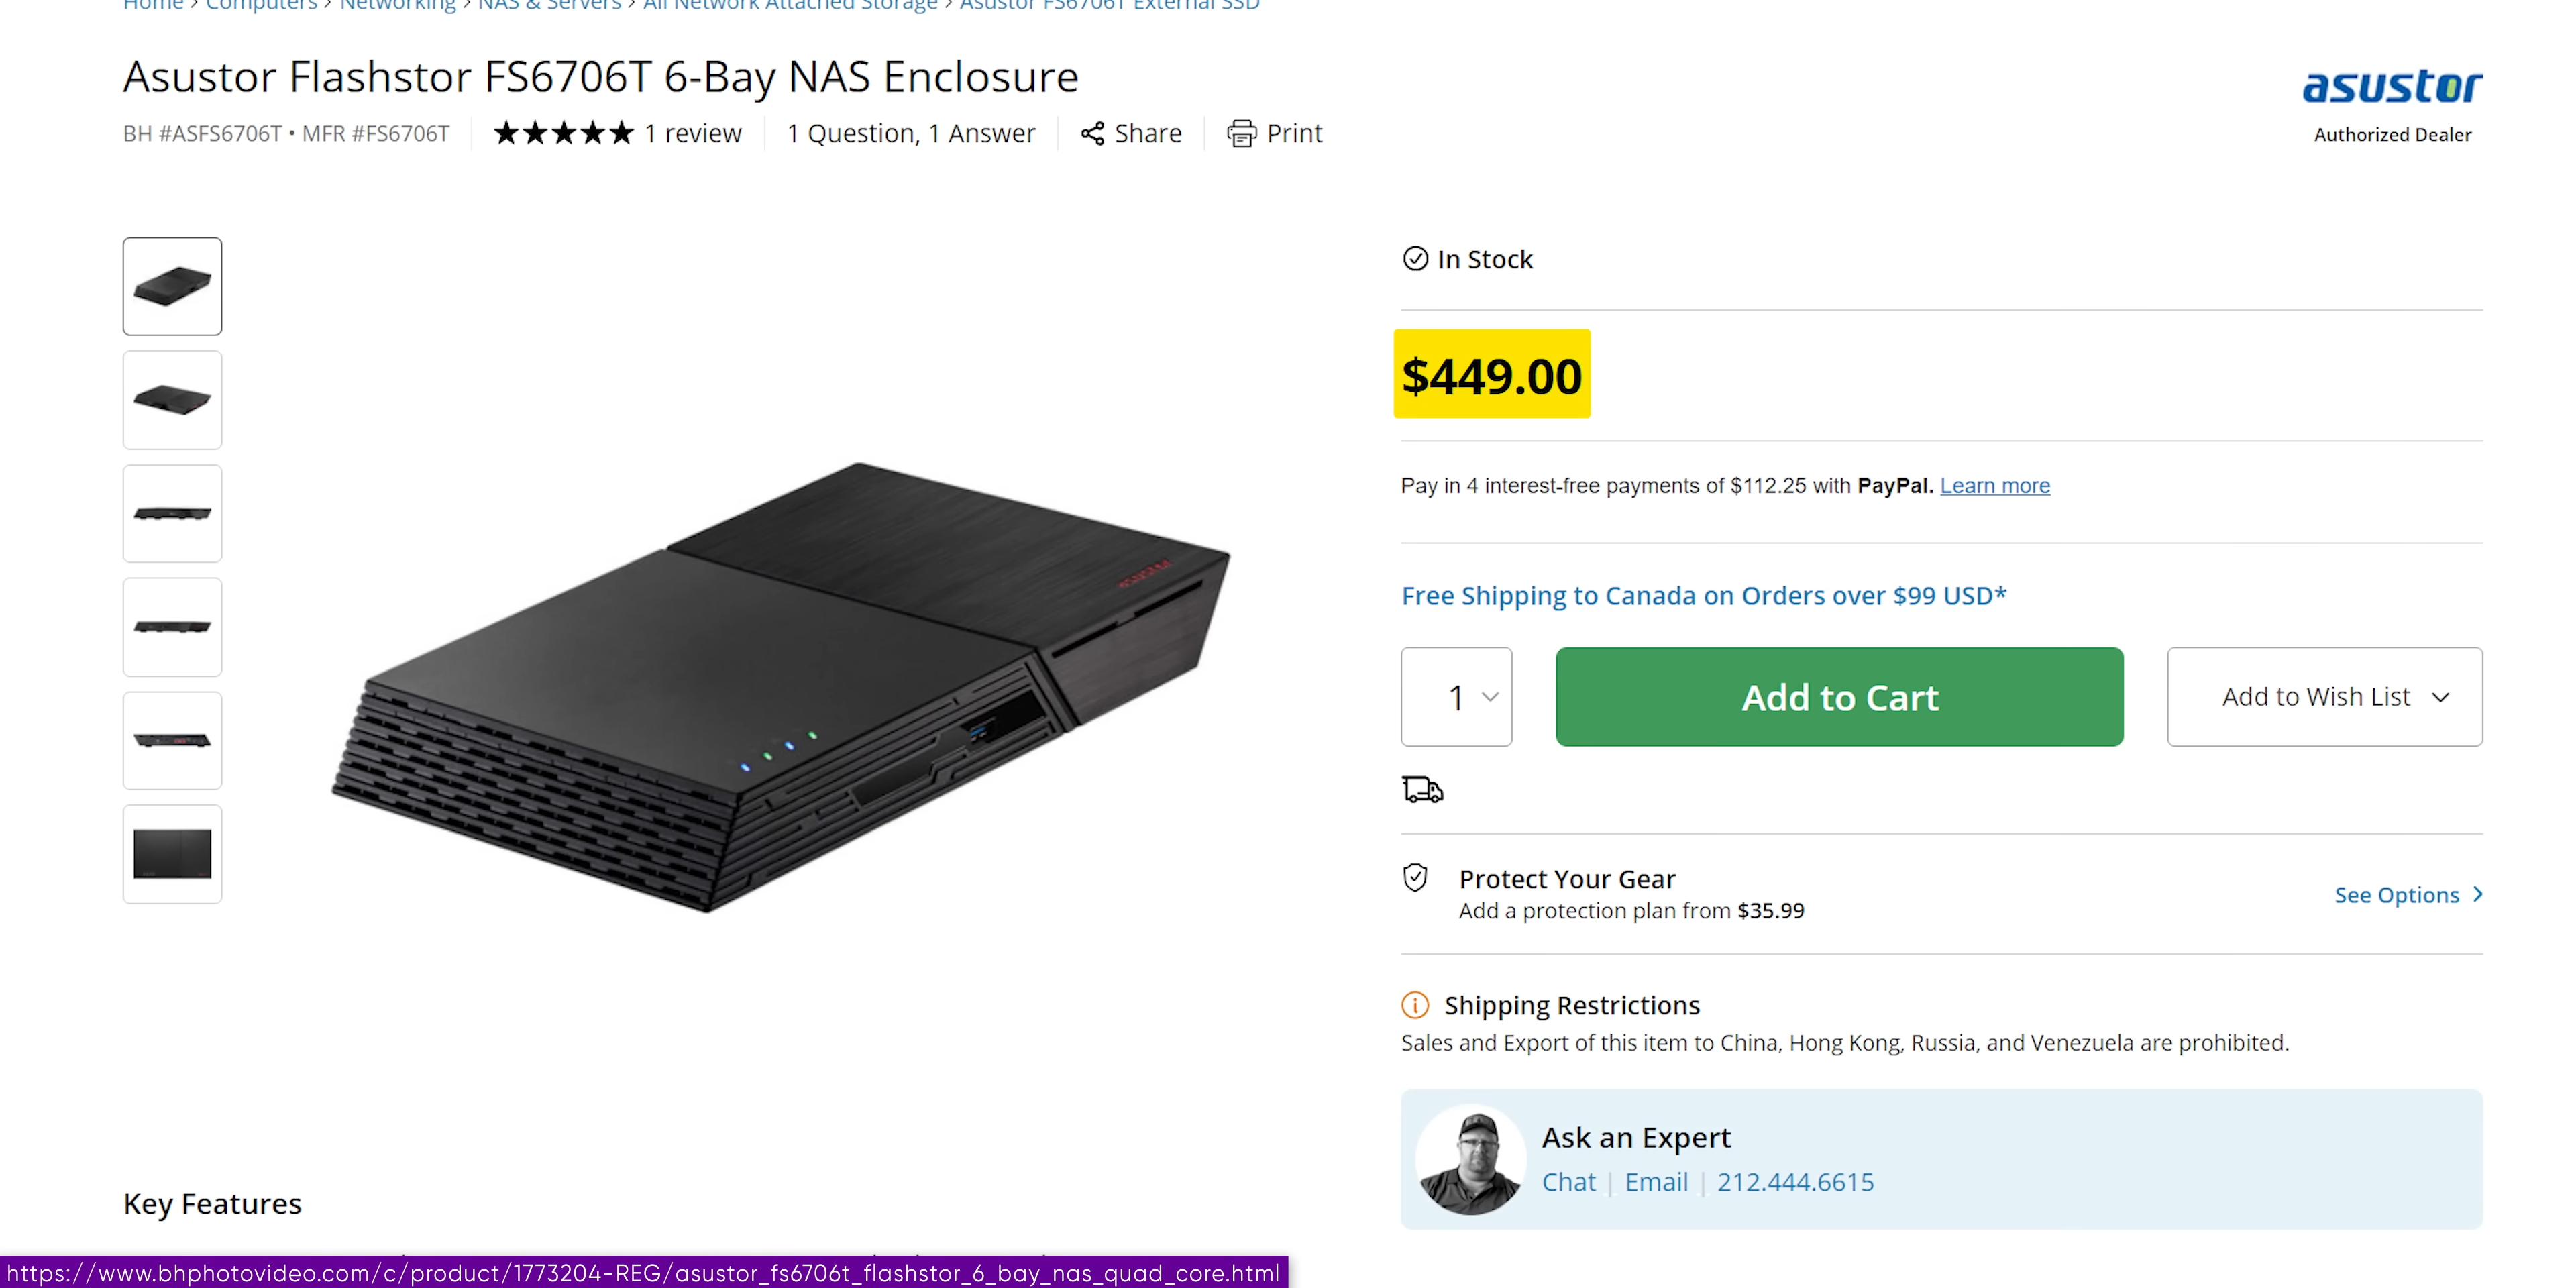 Home > Computers > Networking > NAS & Servers > All Network Attached Storage > Asustor FS6706T External SSD
Asustor Flashstor FS6706T 6-Bay NAS Enclosure
BH #ASFS6706T • MFR #FS6706T
1 review
1 Question, 1 Answer
Share
Print
asustor
Authorized Dealer
In Stock
$449.00
Pay in 4 interest-free payments of $112.25 with PayPal. Learn more
Free Shipping to Canada on Orders over $99 USD*
1
Add to Cart
Add to Wish List
asustor
Protect Your Gear
Add a protection plan from $35.99
See Options
Shipping Restrictions
Sales and Export of this item to China, Hong Kong, Russia, and Venezuela are prohibited.
Ask an Expert
Chat | Email | 212.444.6615
Key Features
https://www.bhphotovideo.com/c/product/1773204-REG/asustor_fs6706t_flashstor_6_bay_nas_quad_core.html